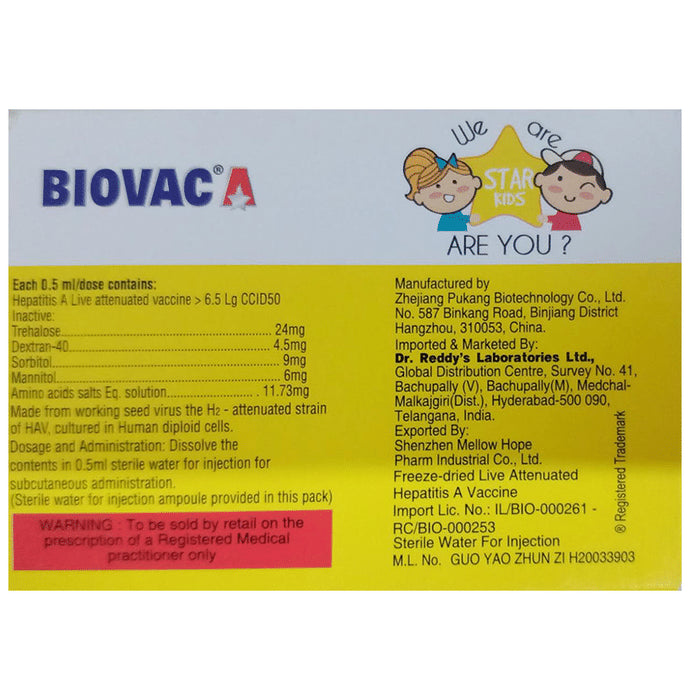 BIOVAC® A
We are
STAR
KIDS
ARE YOU ?
Each 0.5 ml/dose contains:
Hepatitis A Live attenuated vaccine > 6.5 Lg CCID50
Inactive:
Trehalose.......................................................24mg
Dextran-40.....................................................4.5mg
Sorbitol...........................................................9mg
Mannitol..........................................................6mg
Amino acids salts Eq. solution......................11.73mg
Made from working seed virus the H2 - attenuated strain
of HAV, cultured in Human diploid cells.
Dosage and Administration: Dissolve the
contents in 0.5ml sterile water for injection for
subcutaneous administration.
(Sterile water for injection ampoule provided in this pack)
WARNING : To be sold by retail on the
prescription of a Registered Medical
practitioner only
Manufactured by
Zhejiang Pukang Biotechnology Co., Ltd.
No. 587 Binkang Road, Binjiang District
Hangzhou, 310053, China.
Imported & Marketed By:
Dr. Reddy's Laboratories Ltd.,
Global Distribution Centre, Survey No. 41,
Bachupally (V), Bachupally(M), Medchal-
Malkajgiri(Dist.), Hyderabad-500 090,
Telangana, India.
Exported By:
Shenzhen Mellow Hope
Pharm Industrial Co., Ltd.
Freeze-dried Live Attenuated
Hepatitis A Vaccine
Import Lic. No.: IL/BIO-000261 -
RC/BIO-000253
Sterile Water For Injection
M.L. No. GUO YAO ZHUN ZI H20033903
® Registered Trademark